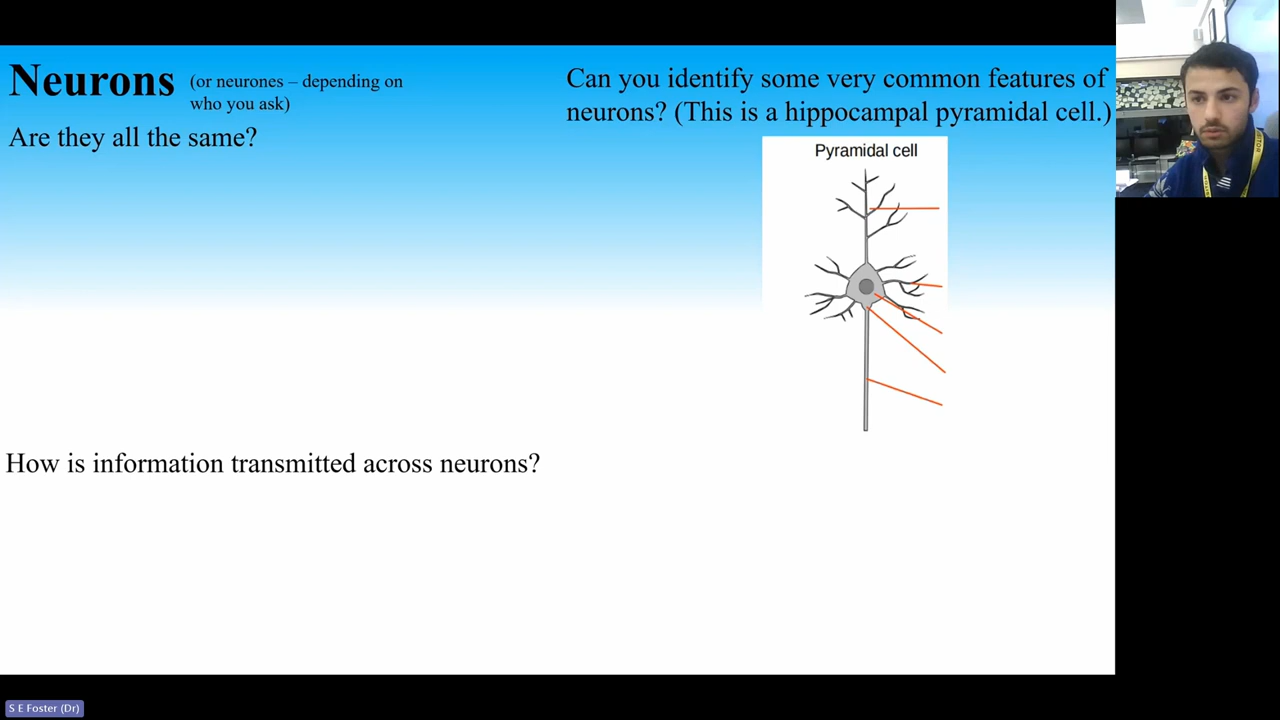 Neurons (or neurones – depending on
who you ask)
Are they all the same?
Can you identify some very common features of
neurons? (This is a hippocampal pyramidal cell.)
Pyramidal cell
How is information transmitted across neurons?
S E Foster (Dr)